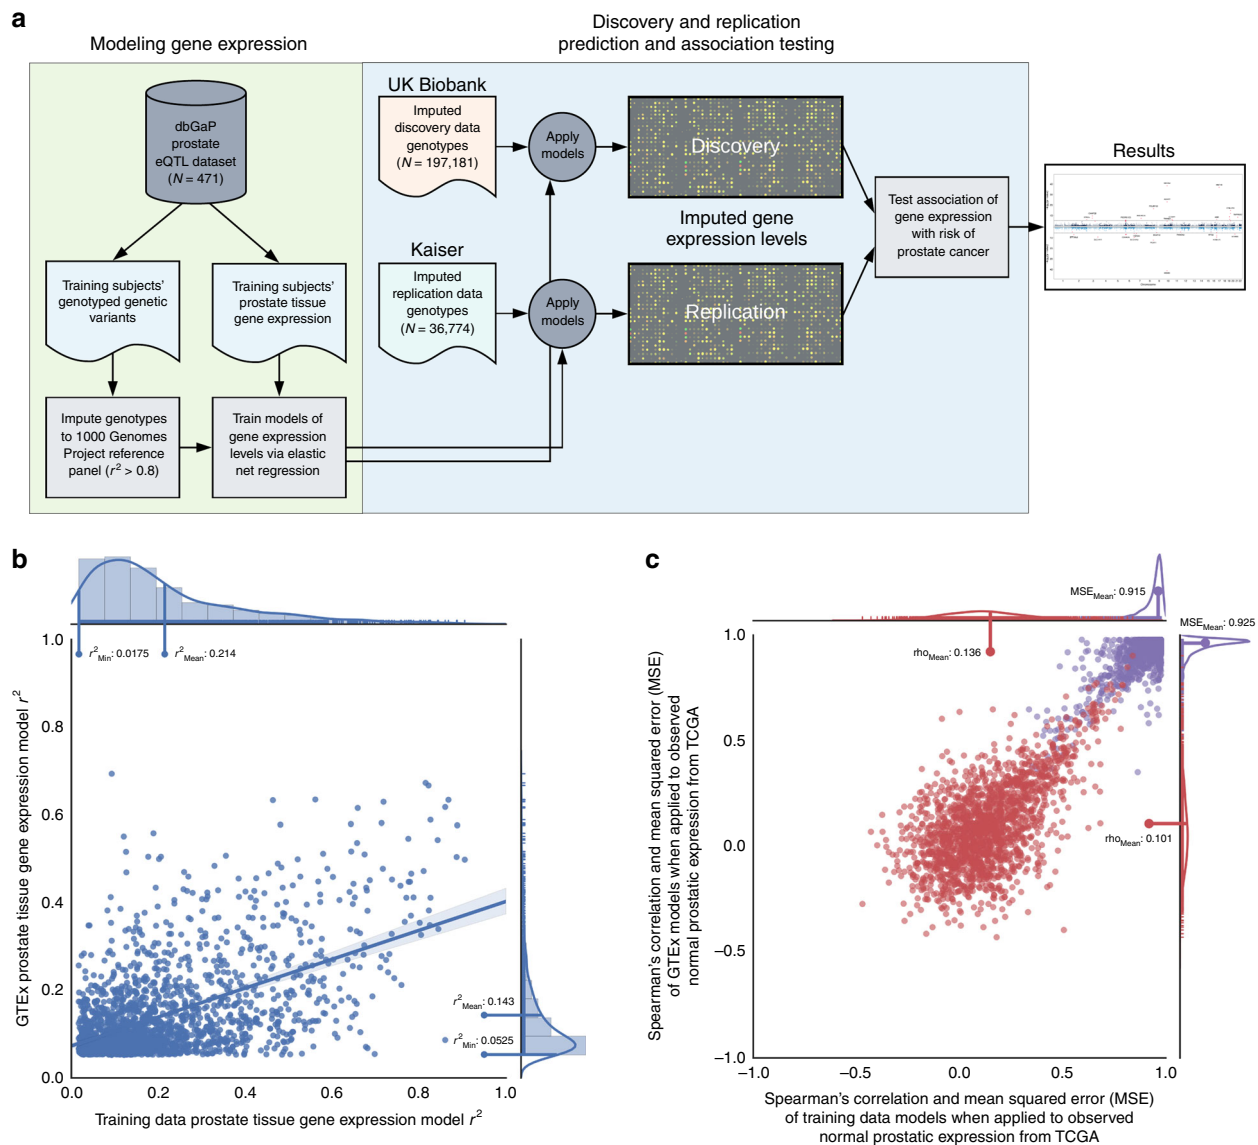 a
Modeling gene expression
Discovery and replication
prediction and association testing
dbGaP
prostate
eQTL dataset
(N = 471)
Training subjects'
genotyped genetic
variants
Training subjects'
prostate tissue
gene expression
Impute genotypes
to 1000 Genomes
Project reference
panel (r² > 0.8)
Train models of
gene expression
levels via elastic
net regression
UK Biobank
Imputed
discovery data
genotypes
(N = 197,181)
Apply
models
Discovery
Imputed gene
expression levels
Kaiser
Imputed
replication data
genotypes
(N = 36,774)
Apply
models
Replication
Test association of
gene expression
with risk of
prostate cancer
Results
b
r²Min: 0.0175
r²Mean: 0.214
GTEx prostate tissue gene expression model r²
1.0
0.8
0.6
0.4
0.2
0.0
r²Mean: 0.143
r²Min: 0.0525
0.0 0.2 0.4 0.6 0.8 1.0
Training data prostate tissue gene expression model r²
c
MSEMean: 0.915
MSEMean: 0.925
rhoMean: 0.136
rhoMean: 0.101
Spearman's correlation and mean squared error (MSE)
of GTEx models when applied to observed
normal prostatic expression from TCGA
1.0
0.5
0.0
−0.5
−1.0
−1.0 −0.5 0.0 0.5 1.0
Spearman's correlation and mean squared error (MSE)
of training data models when applied to observed
normal prostatic expression from TCGA